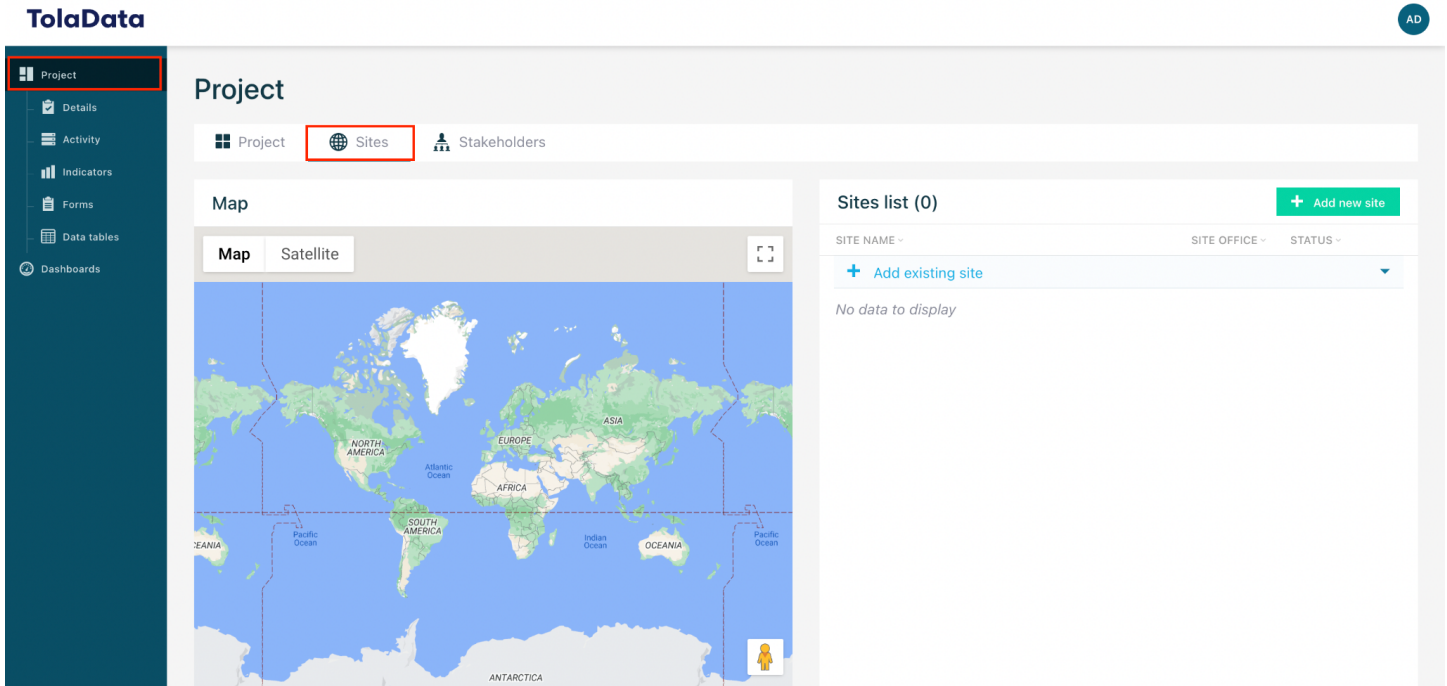 TolaData
AD
Project
Details
Activity
Indicators
Forms
Data tables
Dashboards
Project
Project
Sites
Stakeholders
Map
Map
Satellite
ASIA
NORTH
AMERICA
EUROPE
Atlantic
Ocean
AFRICA
SOUTH
AMERICA
Pacific
Ocean
Indian
Ocean
Pacific
Ocean
CEANIA
OCEANIA
ANTARCTICA
Sites list (0)
+ Add new site
SITE NAME
SITE OFFICE
STATUS
+ Add existing site
No data to display